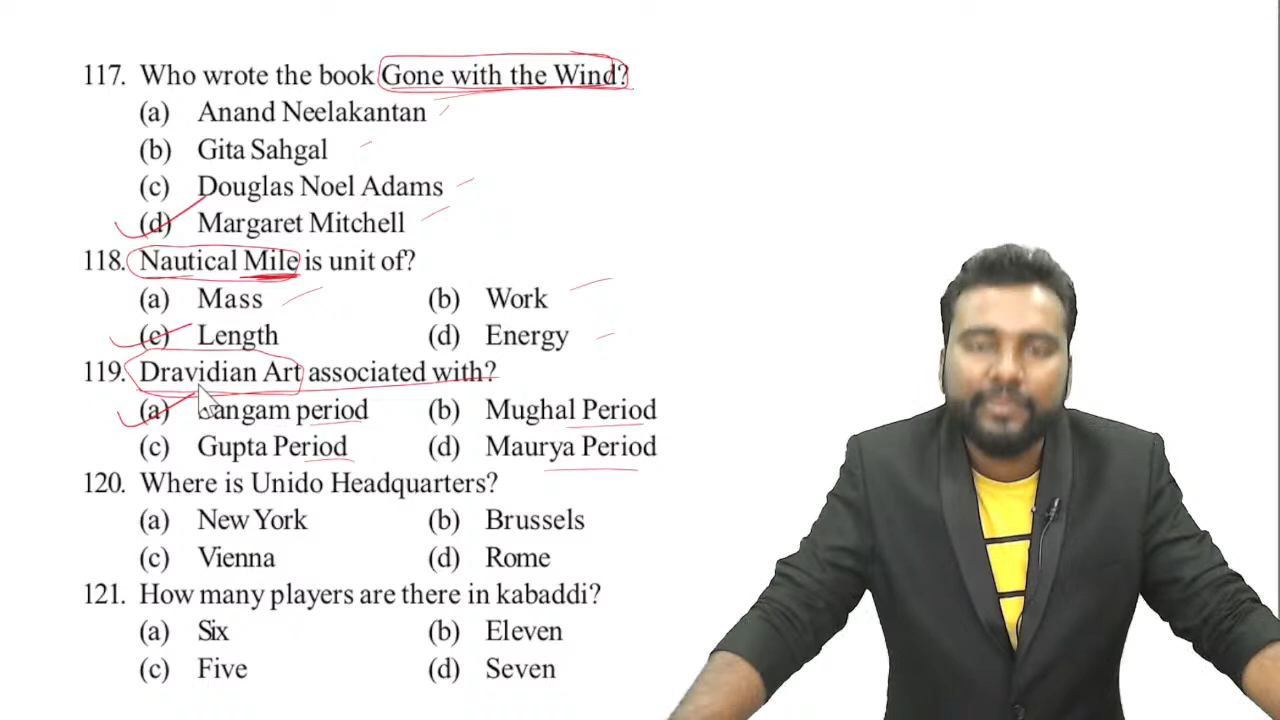 117. Who wrote the book Gone with the Wind?
(a) Anand Neelakantan
(b) Gita Sahgal
(c) Douglas Noel Adams
(d) Margaret Mitchell
118. Nautical Mile is unit of?
(a) Mass (b) Work
(c) Length (d) Energy
119. Dravidian Art associated with?
(a) Sangam period (b) Mughal Period
(c) Gupta Period (d) Maurya Period
120. Where is Unido Headquarters?
(a) New York (b) Brussels
(c) Vienna (d) Rome
121. How many players are there in kabaddi?
(a) Six (b) Eleven
(c) Five (d) Seven